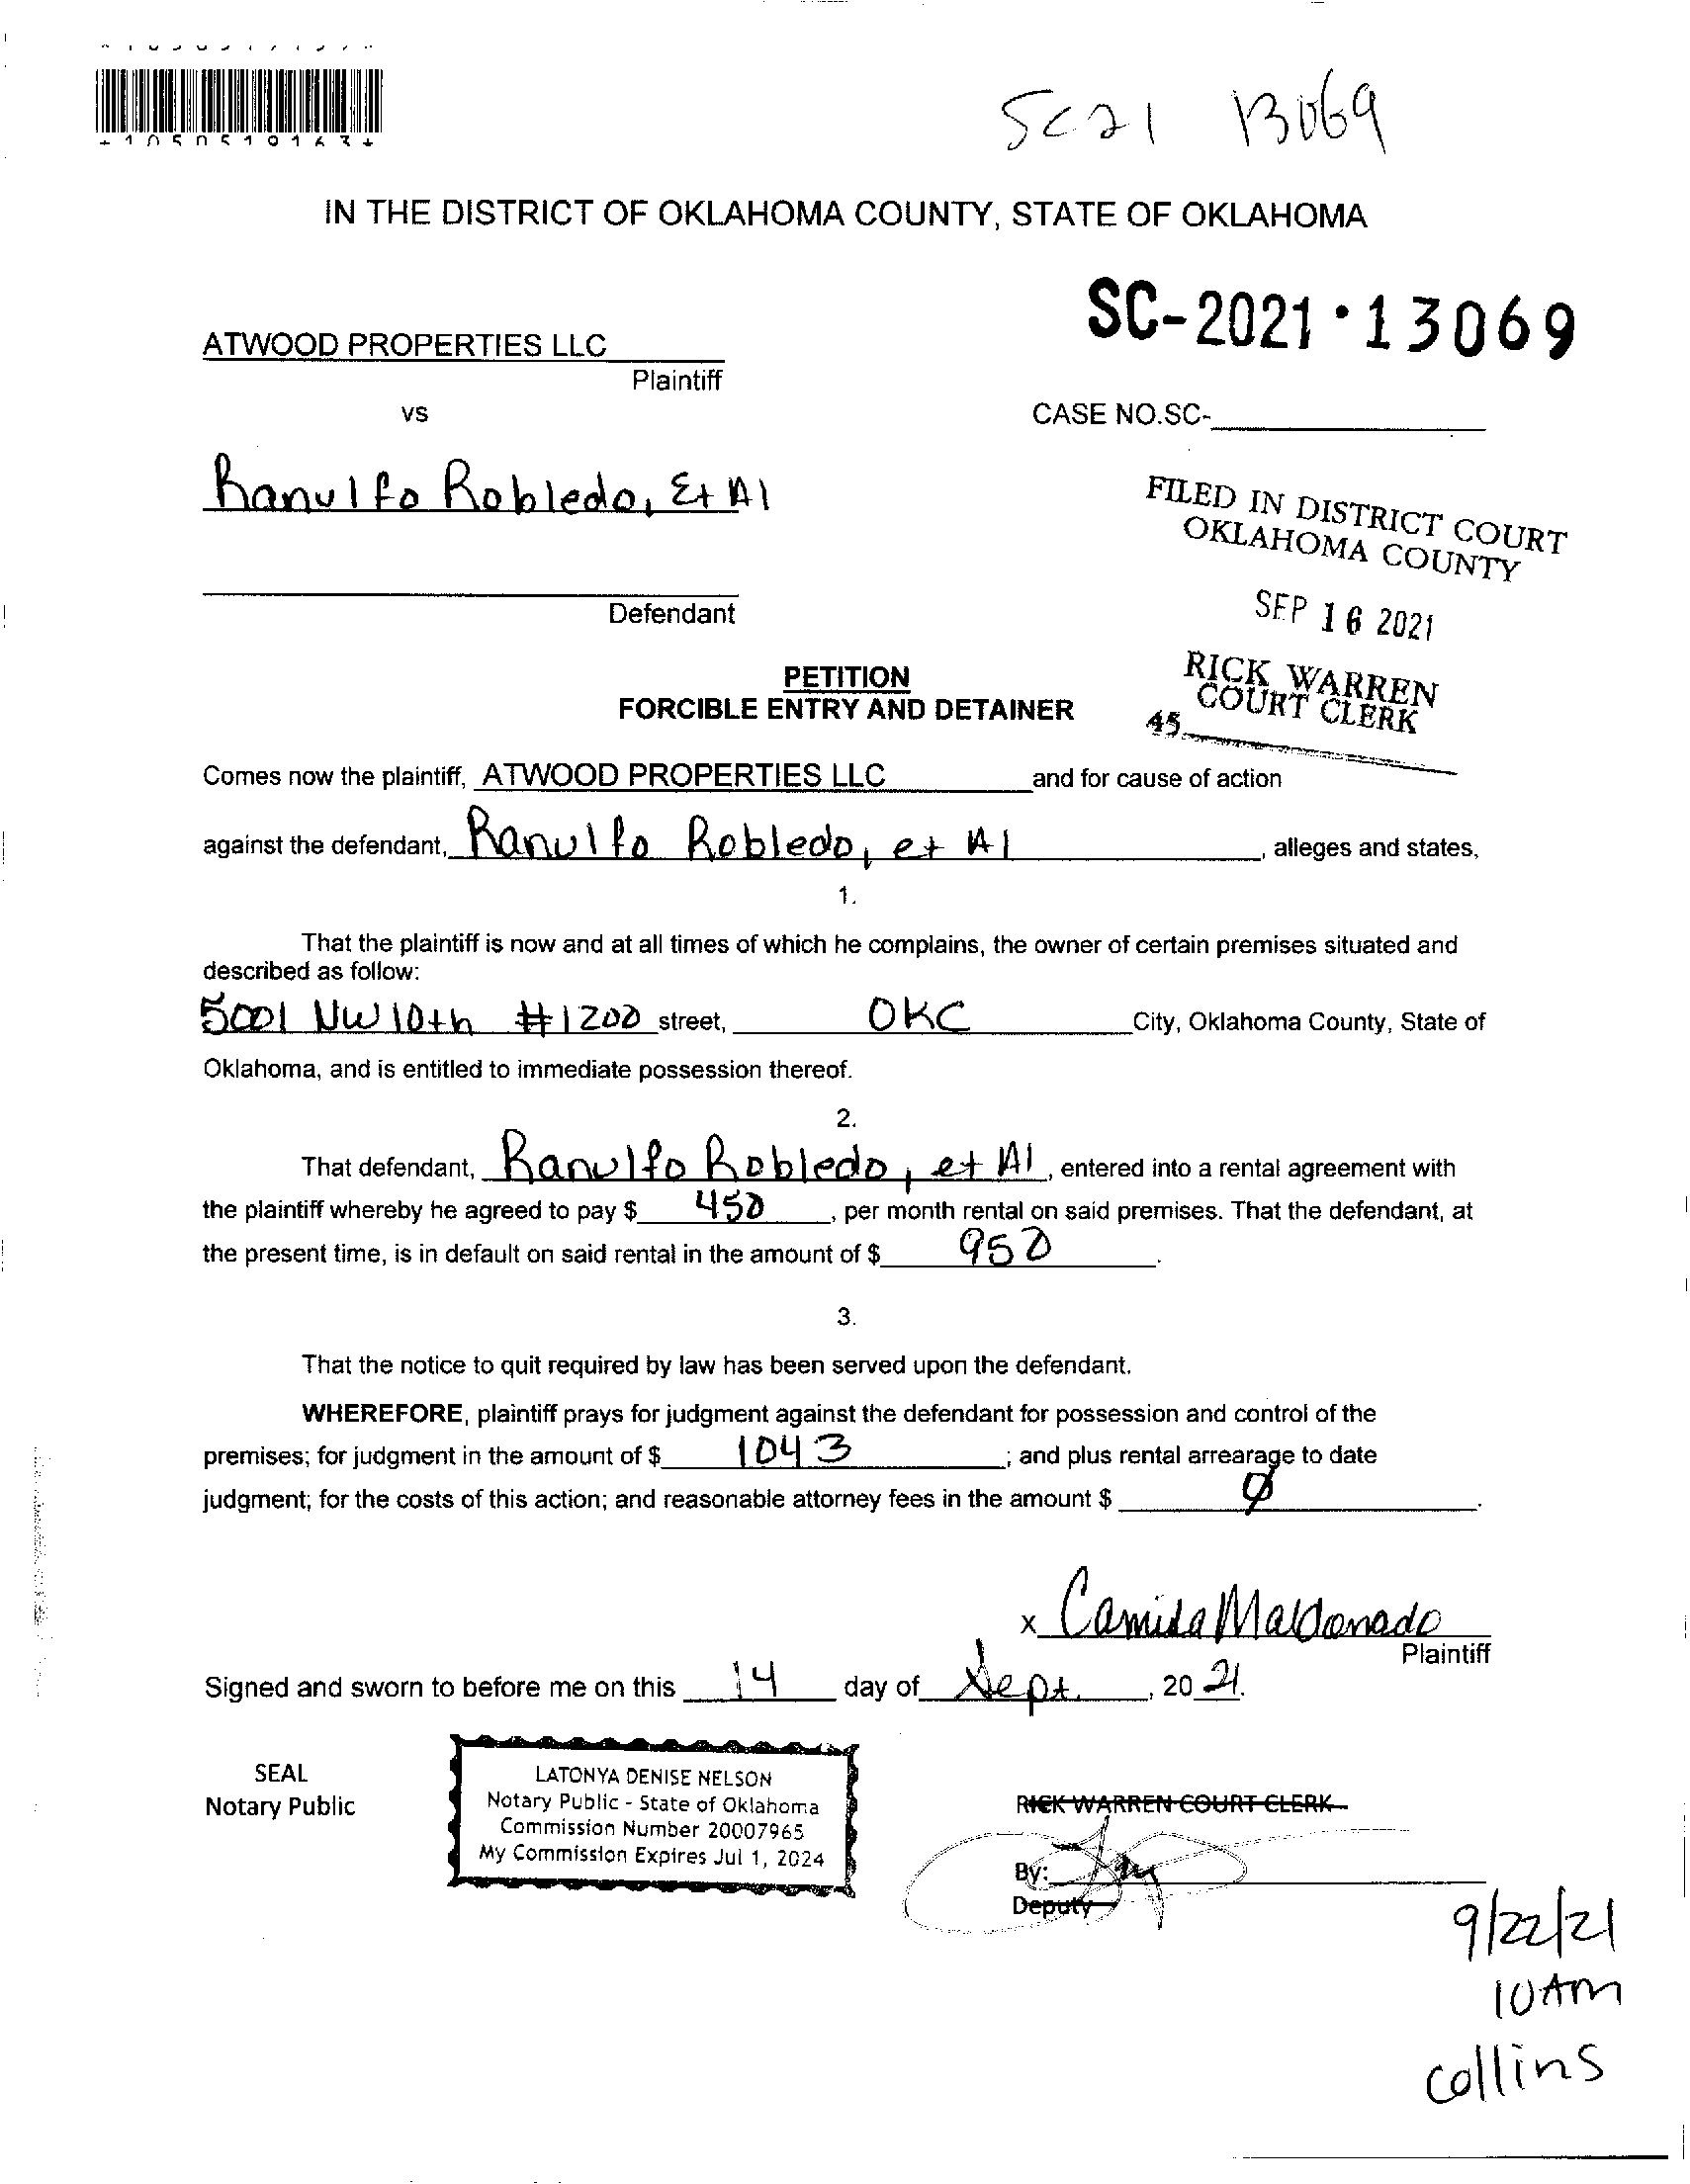 SC21 13069
IN THE DISTRICT OF OKLAHOMA COUNTY, STATE OF OKLAHOMA
SC-2021·13069
ATWOOD PROPERTIES LLC
Plaintiff
vs
CASE NO.SC-
Ranulfo Robledo, Et Al
FILED IN DISTRICT COURT
OKLAHOMA COUNTY
SEP 16 2021
Defendant
RICK WARREN
COURT CLERK
45
PETITION
FORCIBLE ENTRY AND DETAINER
Comes now the plaintiff, ATWOOD PROPERTIES LLC and for cause of action
against the defendant, Ranulfo Robledo, et Al, alleges and states,
1.
That the plaintiff is now and at all times of which he complains, the owner of certain premises situated and
described as follow:
5001 NW 10th #1200 street, OKC City, Oklahoma County, State of
Oklahoma, and is entitled to immediate possession thereof.
2.
That defendant, Ranulfo Robledo, et Al, entered into a rental agreement with
the plaintiff whereby he agreed to pay $ 450, per month rental on said premises. That the defendant, at
the present time, is in default on said rental in the amount of $ 950.
3.
That the notice to quit required by law has been served upon the defendant.
WHEREFORE, plaintiff prays for judgment against the defendant for possession and control of the
premises; for judgment in the amount of $ 1043; and plus rental arrearage to date
judgment; for the costs of this action; and reasonable attorney fees in the amount $ Ø.
x Camila Maldonado
Plaintiff
Signed and sworn to before me on this 14 day of Sept., 20 21.
SEAL
Notary Public
LATONYA DENISE NELSON
Notary Public - State of Oklahoma
Commission Number 20007965
My Commission Expires Jul 1, 2024
RICK WARREN COURT CLERK
By:
Deputy
9/22/21
10 AM
Collins